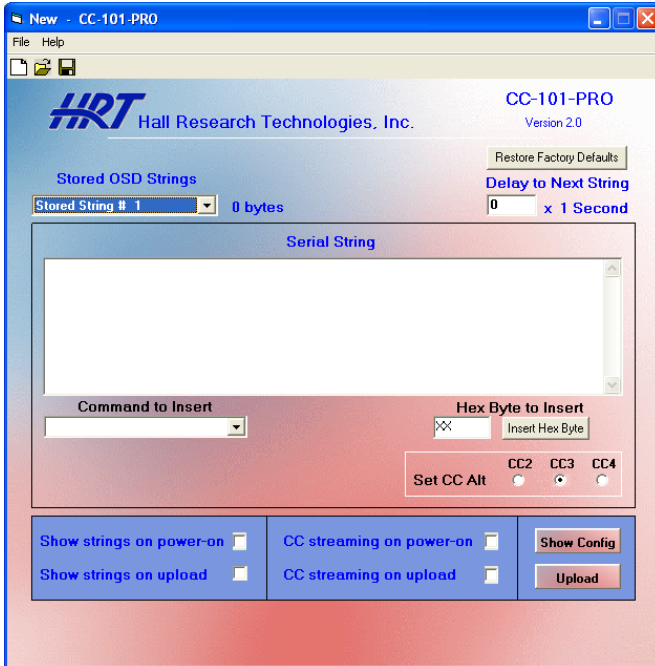 New - CC-101-PRO
File Help
HRT Hall Research Technologies, Inc.
CC-101-PRO
Version 2.0
Restore Factory Defaults
Stored OSD Strings
Delay to Next String
Stored String # 1
0 bytes
0
x 1 Second
Serial String
Command to Insert
Hex Byte to Insert
XX
Insert Hex Byte
CC2 CC3 CC4
Set CC Alt
Show strings on power-on
CC streaming on power-on
Show Config
Show strings on upload
CC streaming on upload
Upload